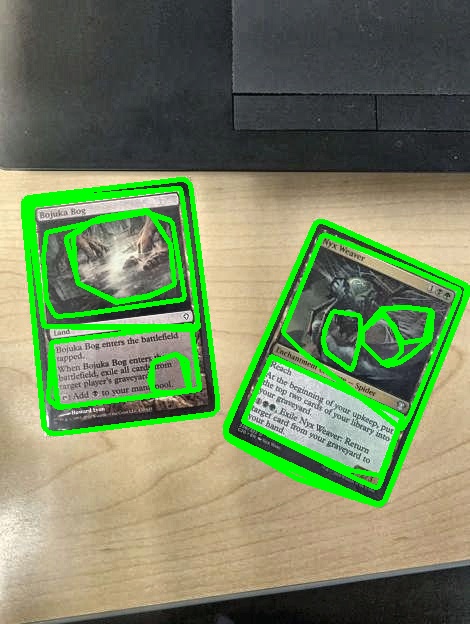 Bojuka Bog
Land
Bojuka Bog enters the battlefield
tapped.
When Bojuka Bog enters
battlefield, exile all cards from
target player's graveyard
: Add to your mana pool.
Howard Lyon
Nyx Weaver
1
Enchantment Spider
Reach
At the beginning of your upkeep, put
the top two cards of your library into
your graveyard.
1 , Exile Nyx Weaver: Return
target card from your graveyard to
your hand.